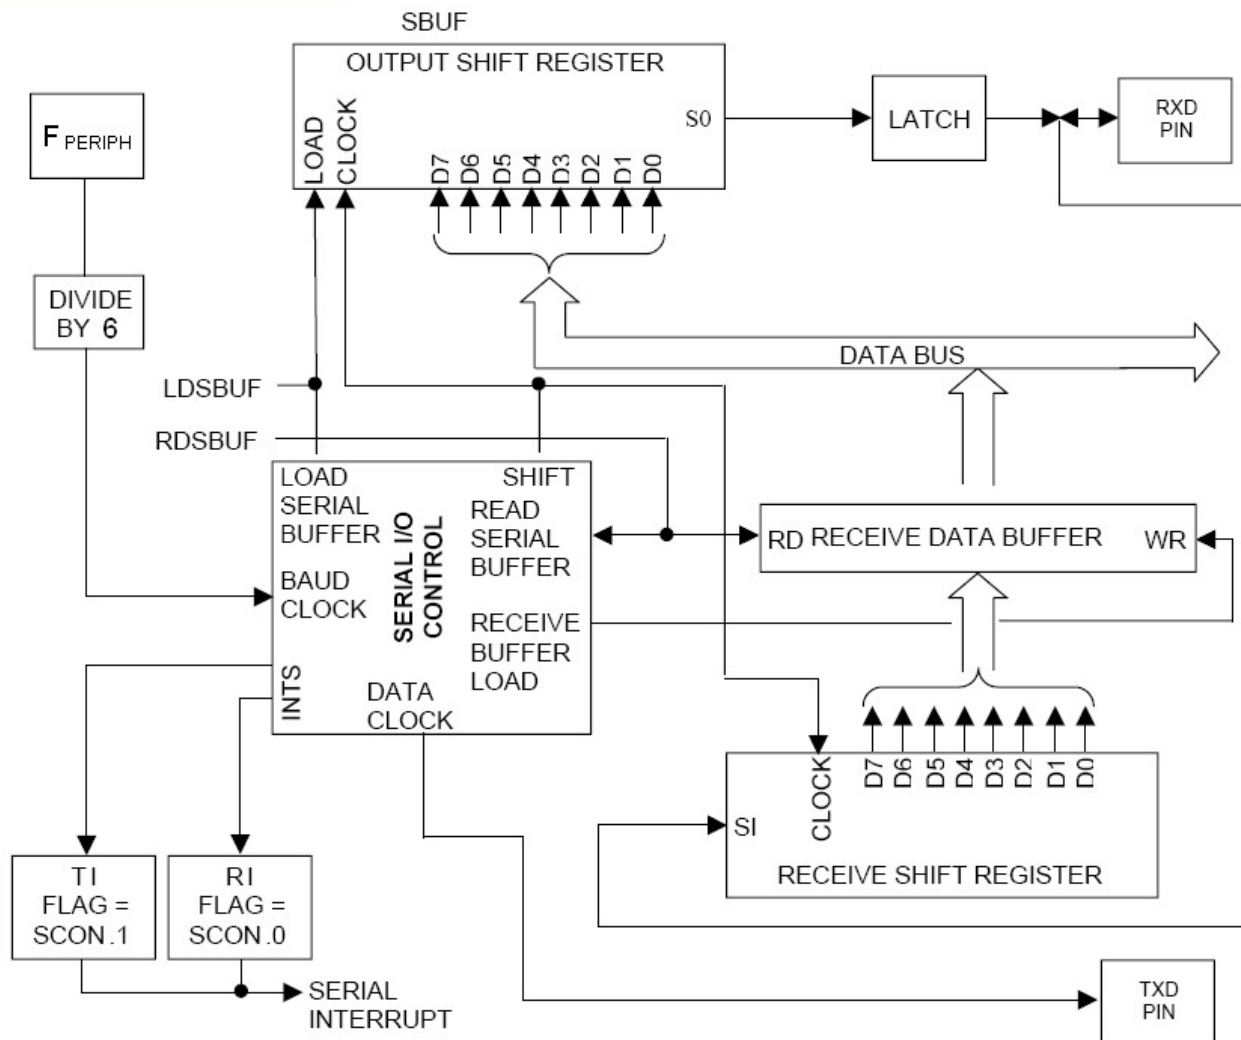 SBUF
OUTPUT SHIFT REGISTER
LOAD
CLOCK
D7
D6
D5
D4
D3
D2
D1
D0
S0
LATCH
RXD
PIN
F PERIPH
DIVIDE
BY 6
DATA BUS
LDSBUF
RDSBUF
LOAD
SERIAL
BUFFER
SHIFT
READ
SERIAL
BUFFER
SERIAL I/O
CONTROL
BAUD
CLOCK
RECEIVE
BUFFER
LOAD
INTS
DATA
CLOCK
RD RECEIVE DATA BUFFER WR
CLOCK
D7
D6
D5
D4
D3
D2
D1
D0
SI
RECEIVE SHIFT REGISTER
TI
FLAG =
SCON.1
RI
FLAG =
SCON.0
SERIAL
INTERRUPT
TXD
PIN